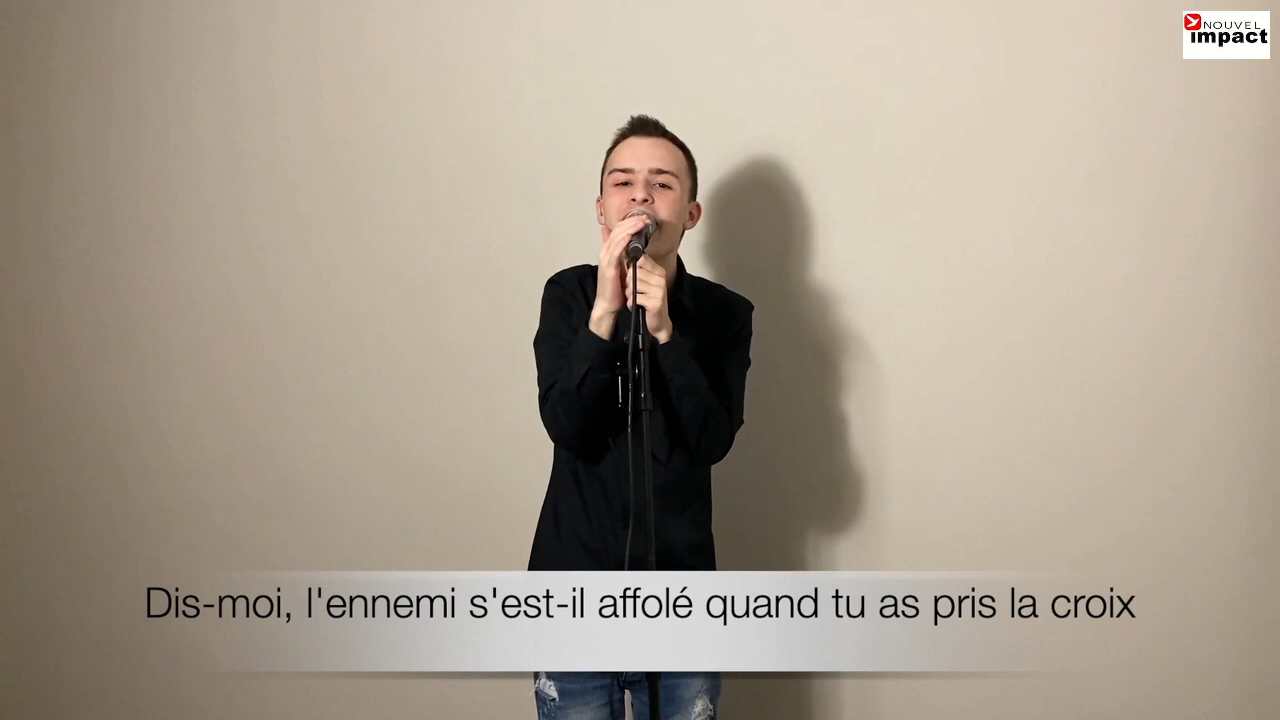 NOUVEL
impact
Dis-moi, l'ennemi s'est-il affolé quand tu as pris la croix